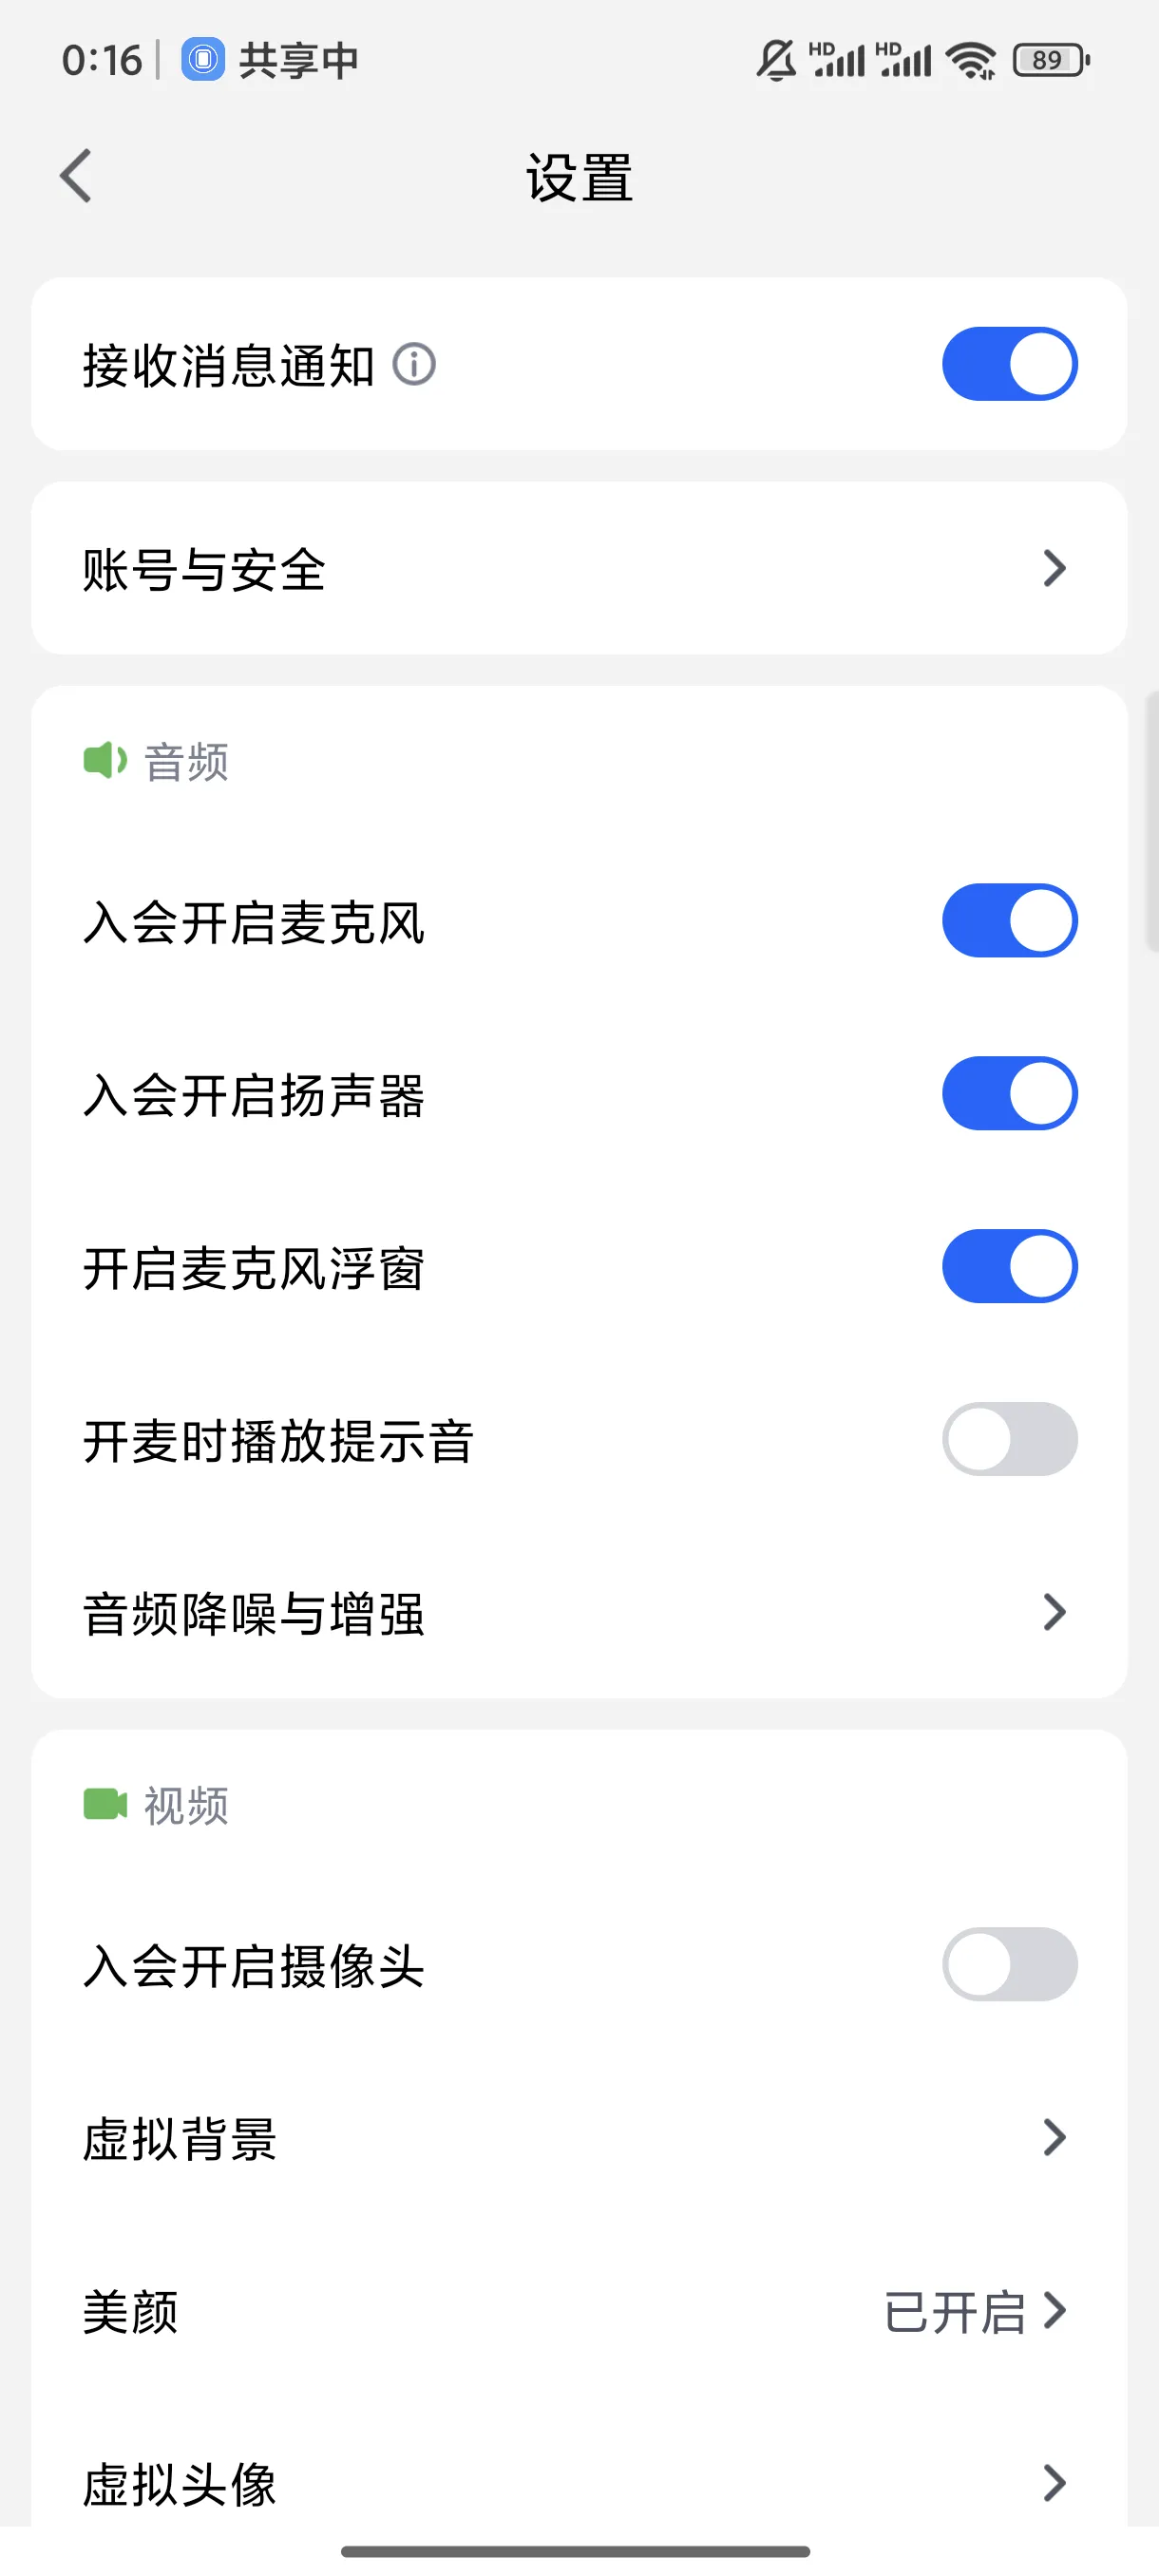 0:16 共享中 HD HD 89
设置
接收消息通知
账号与安全
音频
入会开启麦克风
入会开启扬声器
开启麦克风浮窗
开麦时播放提示音
音频降噪与增强
视频
入会开启摄像头
虚拟背景
美颜 已开启
虚拟头像